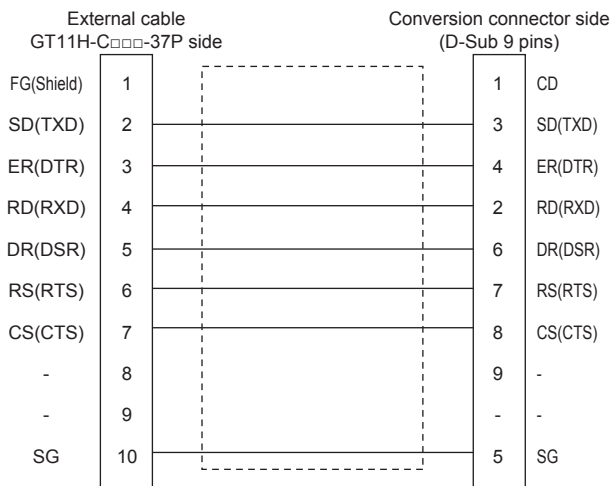 External cable
GT11H-C□□□-37P side
Conversion connector side
(D-Sub 9 pins)
FG(Shield) 1 1 CD
SD(TXD) 2 3 SD(TXD)
ER(DTR) 3 4 ER(DTR)
RD(RXD) 4 2 RD(RXD)
DR(DSR) 5 6 DR(DSR)
RS(RTS) 6 7 RS(RTS)
CS(CTS) 7 8 CS(CTS)
- 8 9 -
- 9 - -
SG 10 5 SG